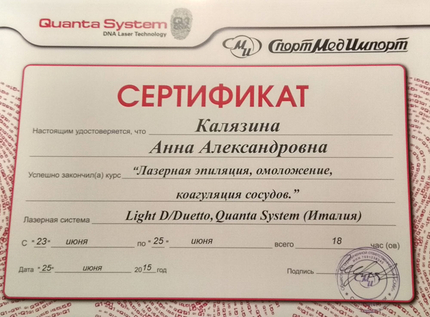 Quanta System
DNA Laser Technology
МИ СпортМедИмпорт
СЕРТИФИКАТ
Настоящим удостоверяется, что Калязина
Анна Александровна
Успешно закончил(а) курс "Лазерная эпиляция, омоложение,
коагуляция сосудов."
Лазерная система Light D/Duetto, Quanta System (Италия)
С "23" июня по "25" июня всего 18 час (ов)
Дата "25" июня 2015 год Подпись